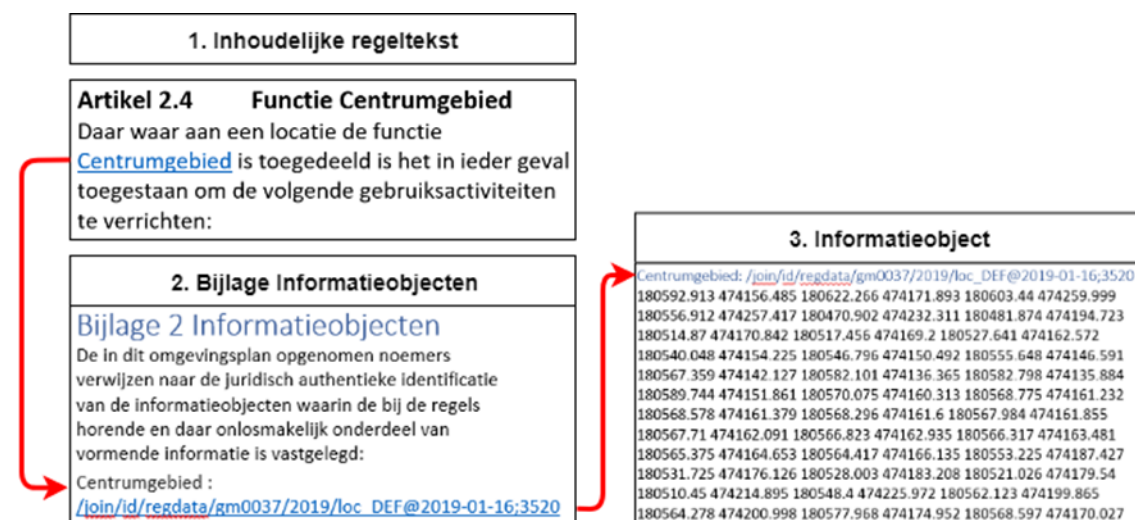 1. Inhoudelijke regeltekst
Artikel 2.4 Functie Centrumgebied
Daar waar aan een locatie de functie
Centrumgebied is toegedeeld is het in ieder geval
toegestaan om de volgende gebruiksactiviteiten
te verrichten:
2. Bijlage Informatieobjecten
Bijlage 2 Informatieobjecten
De in dit omgevingsplan opgenomen noemers
verwijzen naar de juridisch authentieke identificatie
van de informatieobjecten waarin de bij de regels
horende en daar onlosmakelijk onderdeel van
vormende informatie is vastgelegd:
Centrumgebied :
/join/id/regdata/gm0037/2019/loc_DEF@2019-01-16;3520
3. Informatieobject
Centrumgebied: /join/id/regdata/gm0037/2019/loc_DEF@2019-01-16;3520
180592.913 474156.485 180622.266 474171.893 180603.44 474259.999
180556.912 474257.417 180470.902 474232.311 180481.874 474194.723
180514.87 474170.842 180517.456 474169.2 180527.641 474162.572
180540.048 474154.225 180546.796 474150.492 180555.648 474146.591
180567.359 474142.127 180582.101 474136.365 180582.798 474135.884
180589.744 474151.861 180570.075 474160.313 180568.775 474161.232
180568.578 474161.379 180568.296 474161.6 180567.984 474161.855
180567.71 474162.091 180566.823 474162.935 180566.317 474163.481
180565.375 474164.653 180564.417 474166.135 180553.225 474187.427
180531.725 474176.126 180528.003 474183.208 180521.026 474179.54
180510.45 474214.895 180548.4 474225.972 180562.123 474199.865
180564.278 474200.998 180577.968 474174.952 180568.597 474170.027